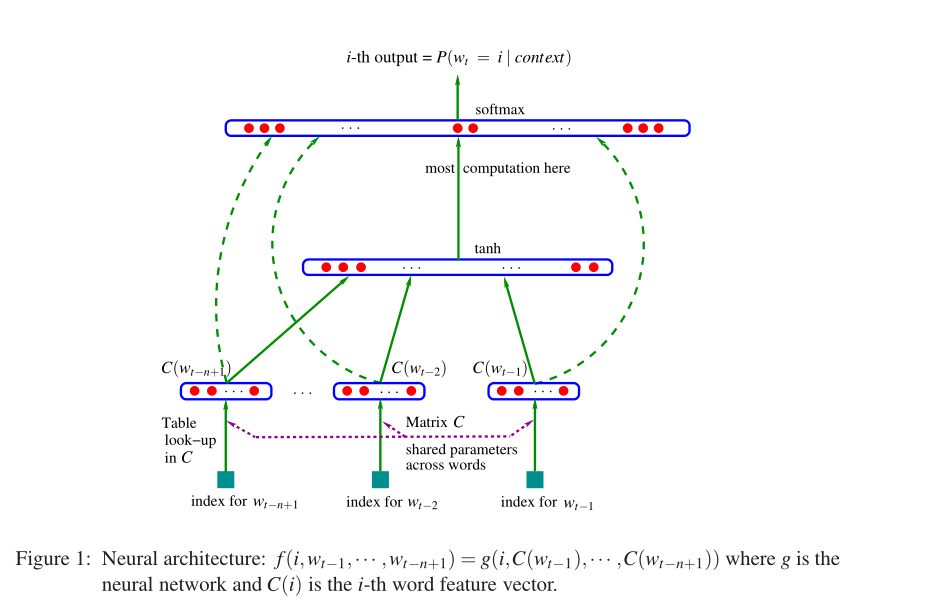 i-th output = P(w_t = i | context)
softmax
· · ·
· · ·
most computation here
tanh
· · ·
· · ·
C(w_{t−n+1})
C(w_{t−2})
C(w_{t−1})
· · ·
· · ·
· · ·
· · ·
Table
look−up
in C
Matrix C
shared parameters
across words
index for w_{t−n+1}
index for w_{t−2}
index for w_{t−1}
Figure 1: Neural architecture: f(i,w_{t−1},··· ,w_{t−n+1}) = g(i,C(w_{t−1}),··· ,C(w_{t−n+1})) where g is the
neural network and C(i) is the i-th word feature vector.